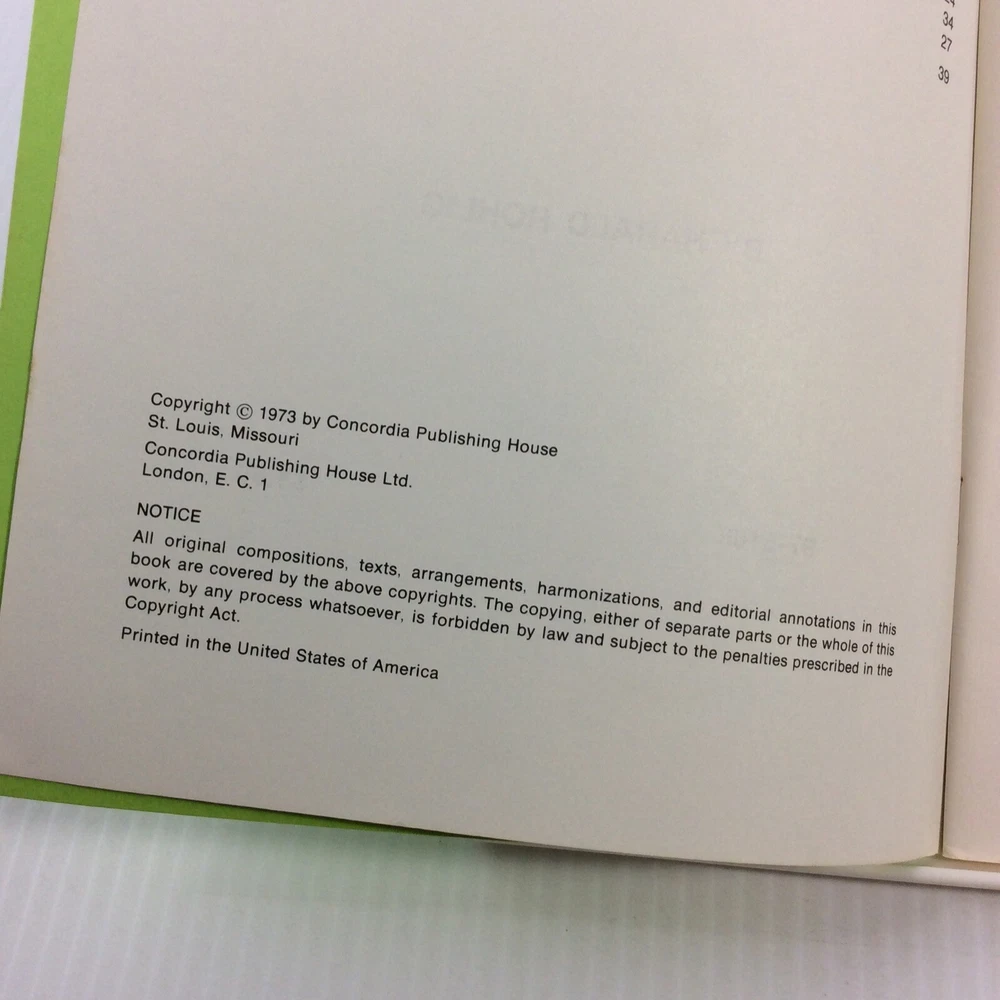 34
27
39
Copyright © 1973 by Concordia Publishing House
St. Louis, Missouri
Concordia Publishing House Ltd.
London, E. C. 1
NOTICE
All original compositions, texts, arrangements, harmonizations, and editorial annotations in this
book are covered by the above copyrights. The copying, either of separate parts or the whole of this
work, by any process whatsoever, is forbidden by law and subject to the penalties prescribed in the
Copyright Act.
Printed in the United States of America